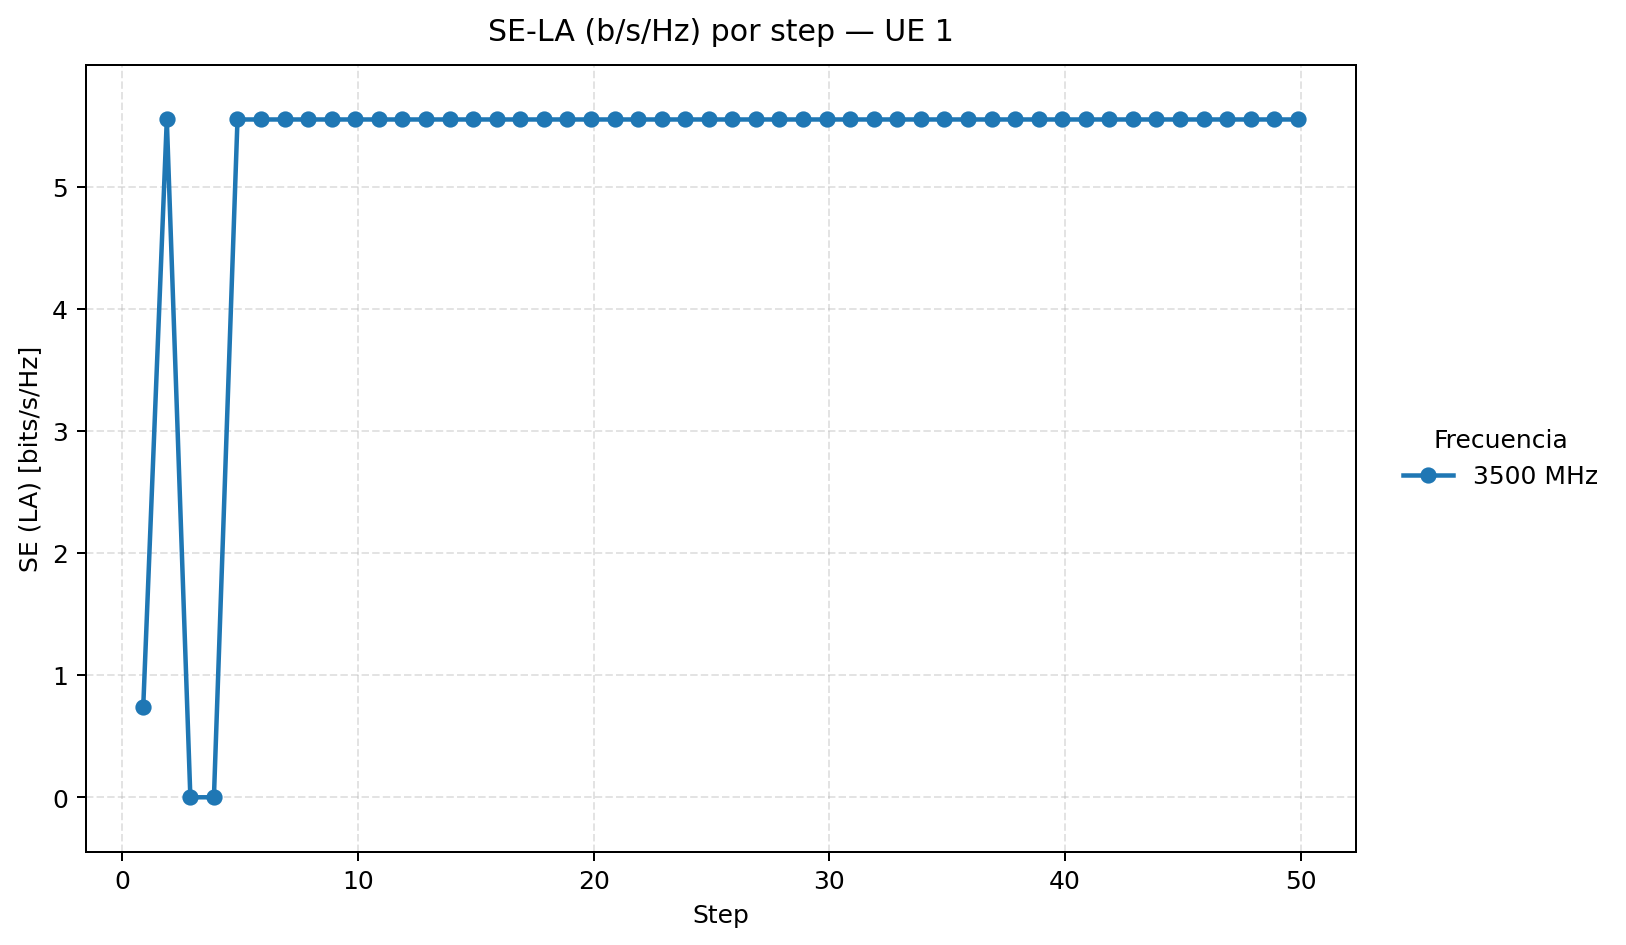 SE-LA (b/s/Hz) por step — UE 1
SE (LA) [bits/s/Hz]
5
4
3
2
1
0
0 10 20 30 40 50
Step
Frecuencia
3500 MHz